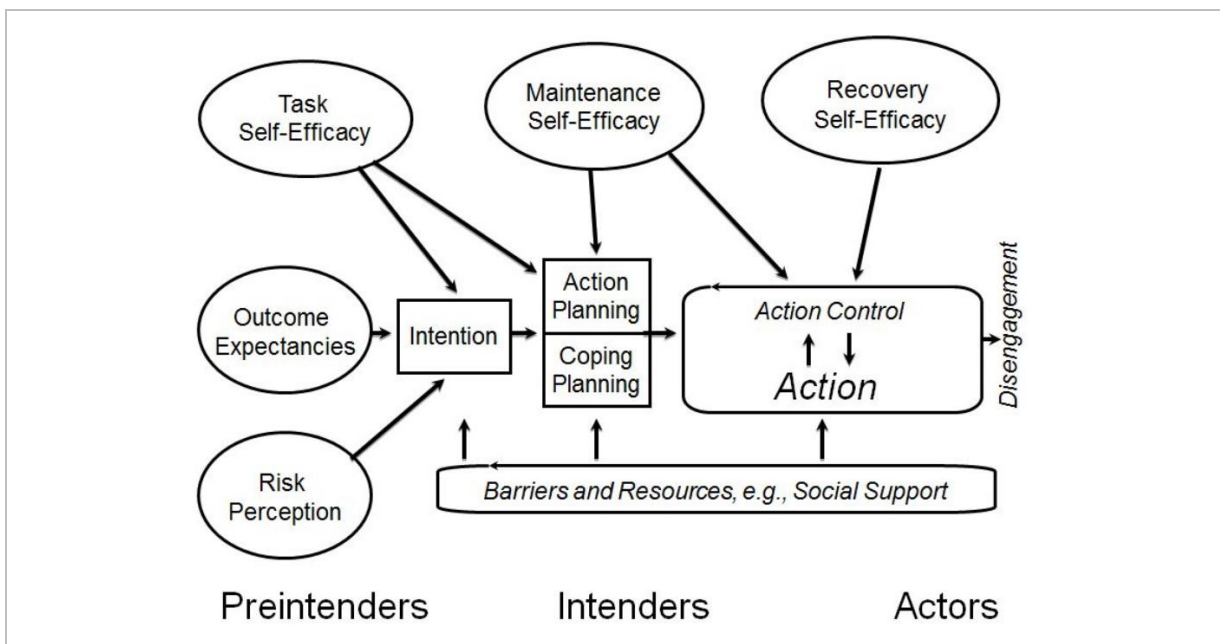 Task
Self-Efficacy
Maintenance
Self-Efficacy
Recovery
Self-Efficacy
Outcome
Expectancies
Intention
Action
Planning
Coping
Planning
Action Control
Action
Disengagement
Risk
Perception
Barriers and Resources, e.g., Social Support
Preintenders
Intenders
Actors